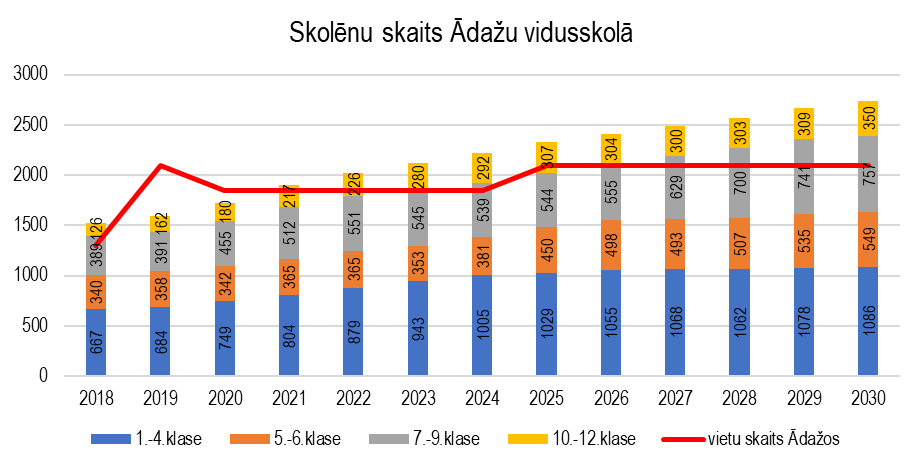 Skolēnu skaits Ādažu vidusskolā
3000
2500
2000
1500
1000
500
0
126 162 180 217 226 280 292 307 304 300 303 309 350
389 391 455 512 551 545 539 544 555 629 700 741 757
340 358 342 365 365 353 381 450 498 493 507 535 549
667 684 749 804 879 943 1005 1029 1055 1068 1062 1078 1086
2018 2019 2020 2021 2022 2023 2024 2025 2026 2027 2028 2029 2030
1.-4.klase 5.-6.klase 7.-9.klase 10.-12.klase vietu skaits Ādažos